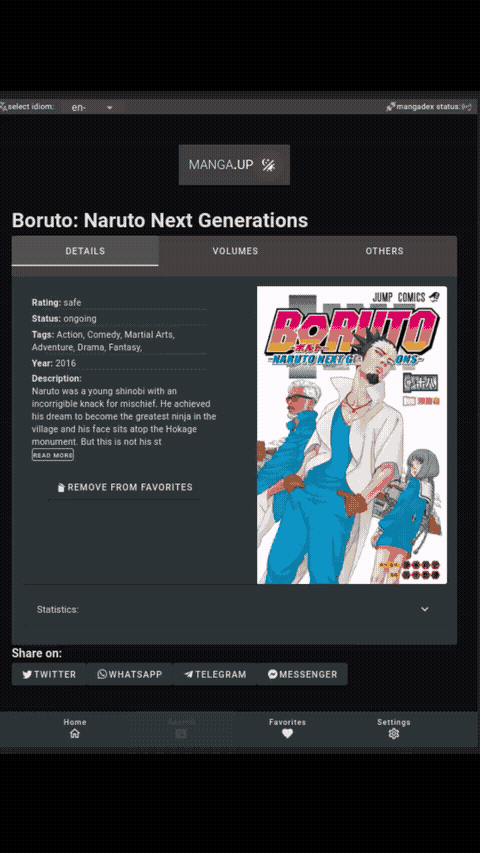 select idiom: en-
mangadex status:
MANGA.UP
Boruto: Naruto Next Generations
DETAILS VOLUMES OTHERS
Rating: safe
Status: ongoing
Tags: Action, Comedy, Martial Arts,
Adventure, Drama, Fantasy,
Year: 2016
Description:
Naruto was a young shinobi with an
incorrigible knack for mischief. He achieved
his dream to become the greatest ninja in the
village and his face sits atop the Hokage
monument. But this is not his st
READ MORE
REMOVE FROM FAVORITES
JUMP COMICS
BORUTO
ボルト
-NARUTO NEXT GENERATIONS-
Statistics:
Share on:
TWITTER WHATSAPP TELEGRAM MESSENGER
Home Search Favorites Settings